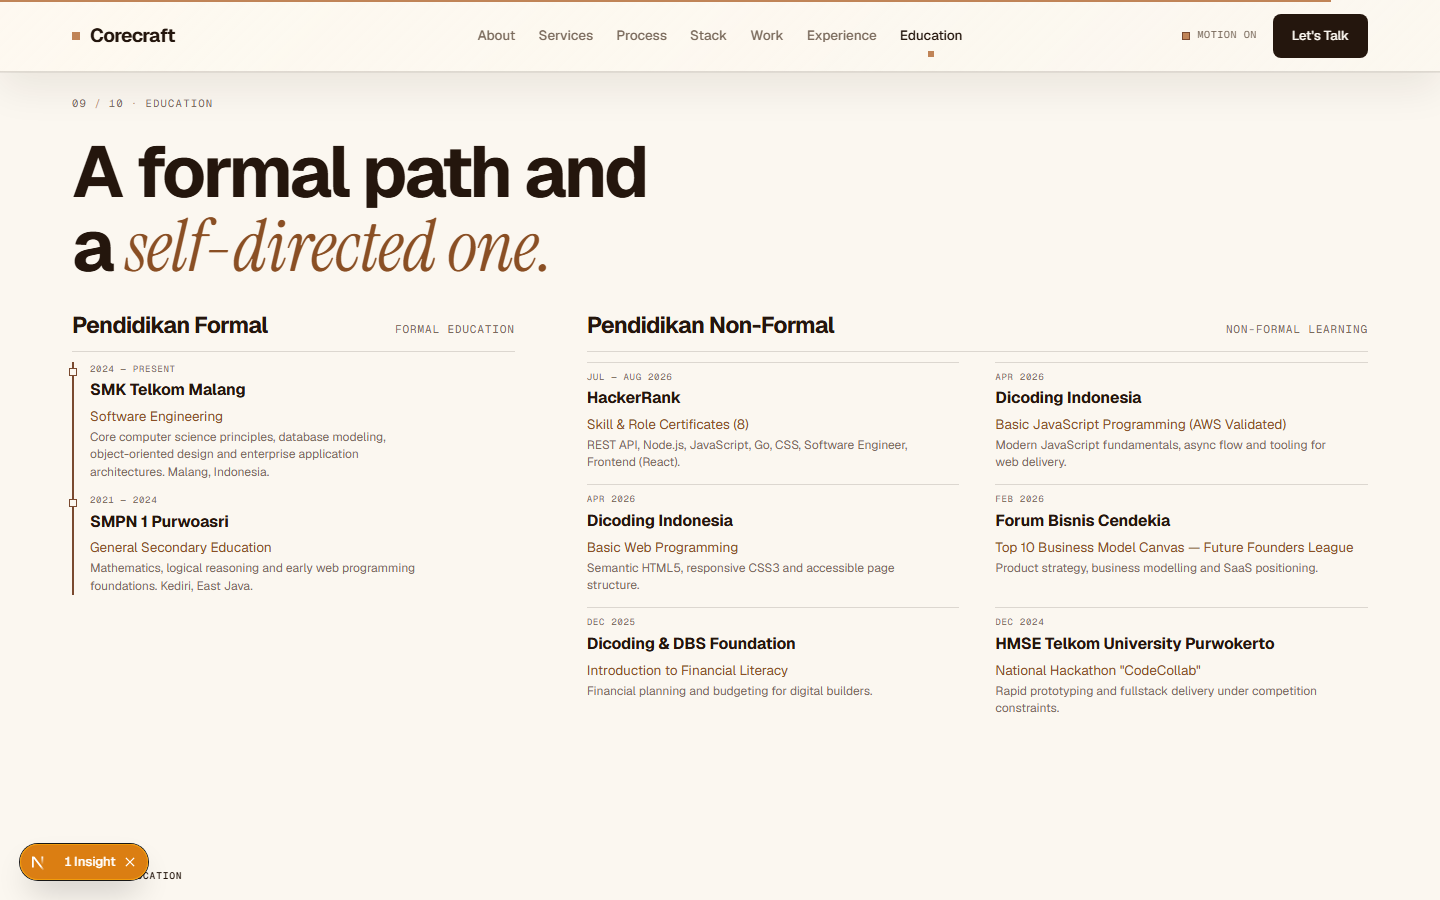 Corecraft
About Services Process Stack Work Experience Education
MOTION ON
Let's Talk
09 / 10 · EDUCATION
A formal path and
a self-directed one.
Pendidikan Formal
FORMAL EDUCATION
2024 — PRESENT
SMK Telkom Malang
Software Engineering
Core computer science principles, database modeling,
object-oriented design and enterprise application
architectures. Malang, Indonesia.
2021 — 2024
SMPN 1 Purwoasri
General Secondary Education
Mathematics, logical reasoning and early web programming
foundations. Kediri, East Java.
Pendidikan Non-Formal
NON-FORMAL LEARNING
JUL — AUG 2026
HackerRank
Skill & Role Certificates (8)
REST API, Node.js, JavaScript, Go, CSS, Software Engineer,
Frontend (React).
APR 2026
Dicoding Indonesia
Basic JavaScript Programming (AWS Validated)
Modern JavaScript fundamentals, async flow and tooling for
web delivery.
APR 2026
Dicoding Indonesia
Basic Web Programming
Semantic HTML5, responsive CSS3 and accessible page
structure.
FEB 2026
Forum Bisnis Cendekia
Top 10 Business Model Canvas — Future Founders League
Product strategy, business modelling and SaaS positioning.
DEC 2025
Dicoding & DBS Foundation
Introduction to Financial Literacy
Financial planning and budgeting for digital builders.
DEC 2024
HMSE Telkom University Purwokerto
National Hackathon "CodeCollab"
Rapid prototyping and fullstack delivery under competition
constraints.
1 Insight
CATION